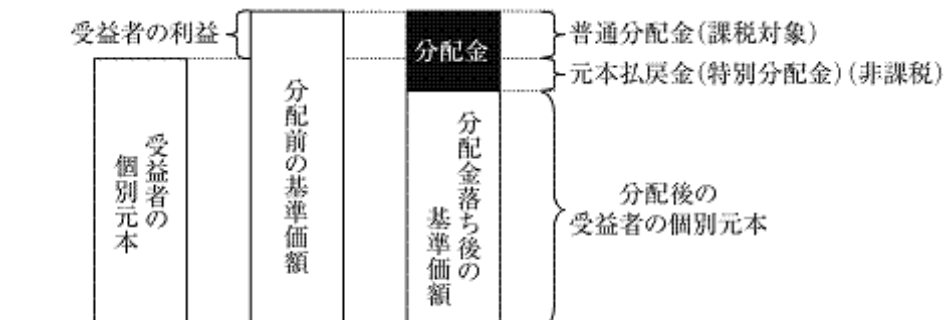 受益者の利益
受益者の
個別元本
分配前の基準価額
分配金
分配金落ち後の
基準価額
普通分配金(課税対象)
元本払戻金(特別分配金)(非課税)
分配後の
受益者の個別元本